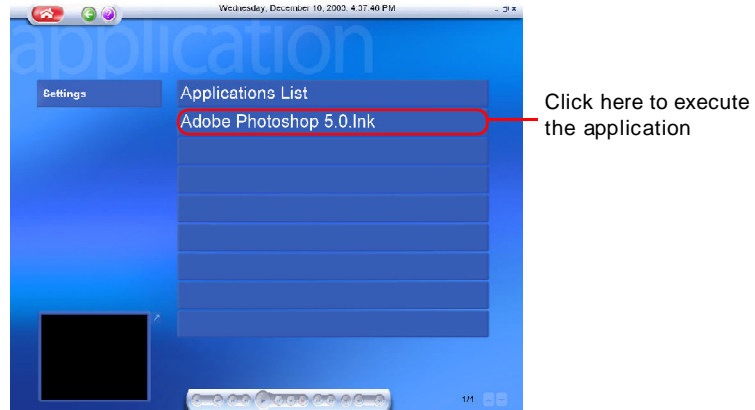 Wednesday, December 10, 2003, 4:37:40 PM
application
Settings
Applications List
Adobe Photoshop 5.0.lnk
Click here to execute
the application
1/1